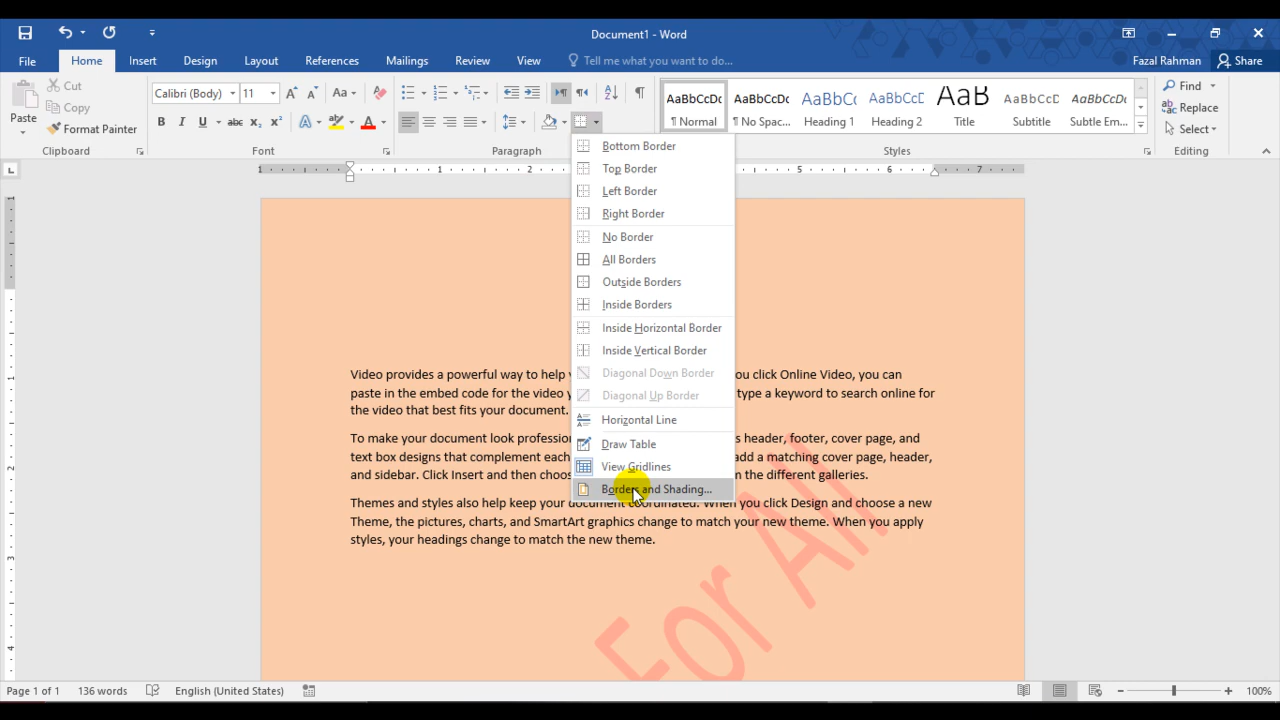 Document1 - Word
File Home Insert Design Layout References Mailings Review View Tell me what you want to do... Fazal Rahman Share
Paste
Cut
Copy
Format Painter
Clipboard
Calibri (Body) 11
Font
Paragraph
AaBbCcDc AaBbCcDc AaBbCc AaBbCcD AaB AaBbCcD AaBbCcDc
¶ Normal ¶ No Spac... Heading 1 Heading 2 Title Subtitle Subtle Em...
Styles
Find
Replace
Select
Editing
1 1 2 5 6 7
Bottom Border
Top Border
Left Border
Right Border
No Border
All Borders
Outside Borders
Inside Borders
Inside Horizontal Border
Inside Vertical Border
Diagonal Down Border
Diagonal Up Border
Horizontal Line
Draw Table
View Gridlines
Borders and Shading...
Video provides a powerful way to help ou click Online Video, you can
paste in the embed code for the video type a keyword to search online for
the video that best fits your document.
To make your document look profession s header, footer, cover page, and
text box designs that complement each add a matching cover page, header,
and sidebar. Click Insert and then choos m the different galleries.
Themes and styles also help keep your document coordinated. When you click Design and choose a new
Theme, the pictures, charts, and SmartArt graphics change to match your new theme. When you apply
styles, your headings change to match the new theme.
For All
Page 1 of 1 136 words English (United States) 100%